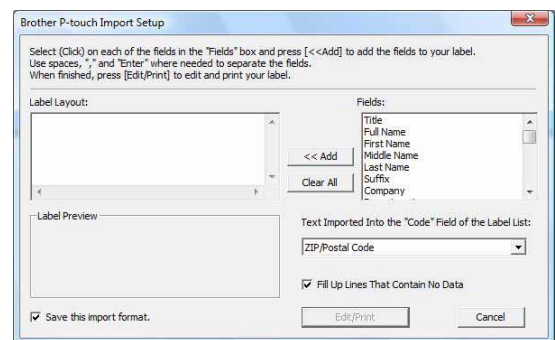 Brother P-touch Import Setup
Select (Click) on each of the fields in the "Fields" box and press [<<Add] to add the fields to your label.
Use spaces, "," and "Enter" where needed to separate the fields.
When finished, press [Edit/Print] to edit and print your label.
Label Layout:
Fields:
Title
Full Name
First Name
Middle Name
Last Name
Suffix
Company
<< Add
Clear All
Label Preview
Text Imported Into the "Code" Field of the Label List:
ZIP/Postal Code
Fill Up Lines That Contain No Data
Save this import format.
Edit/Print
Cancel